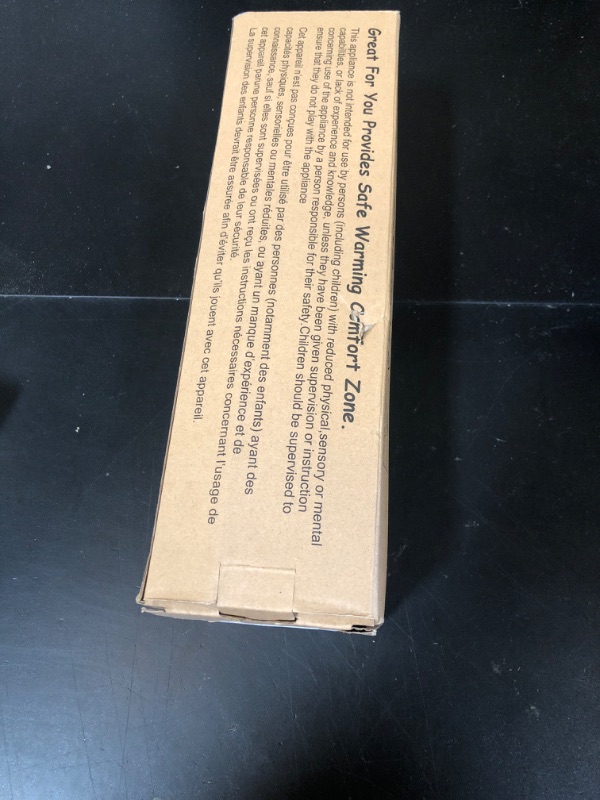 Great For You Provides Safe Warming Comfort Zone.
This appliance is not intended for use by persons (including children) with reduced physical,sensory or mental
capabilities, or lack of experience and knowledge, unless they have been given supervision or instruction
concerning use of the appliance by a person responsible for their safety.Children should be supervised to
ensure that they do not play with the appliance
Cet appareil n'est pas conçues pour être utilisé par des personnes (notamment des enfants) ayant des
capacités physiques, sensorielles ou mentales réduites, ou ayant un manque d'expérience et de
connaissance, sauf si elles sont supervisées ou ont reçu les instructions nécessaires concernant l'usage de
cet appareil parune personne responsable de leur sécurité.
La supervision des enfants devrait être assurée afin d'éviter qu'ils jouent avec cet appareil.